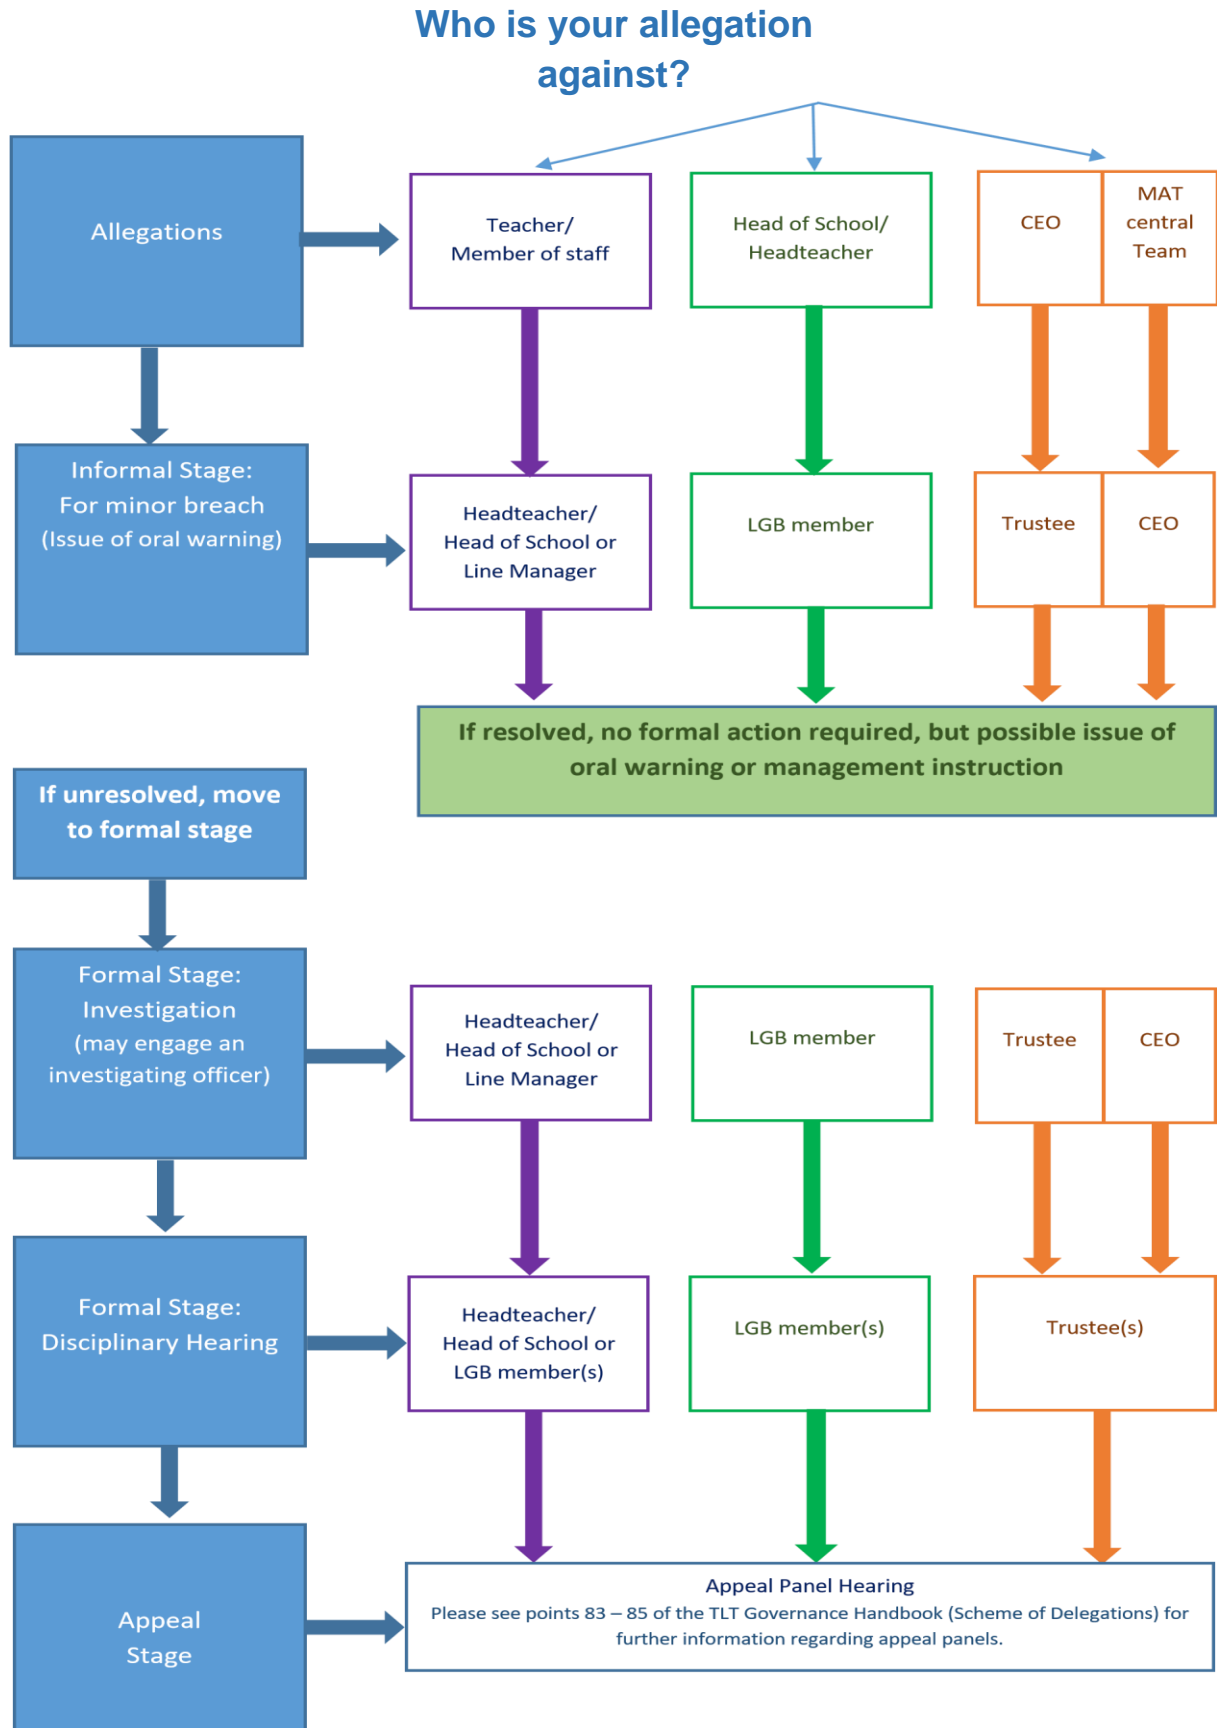 Who is your allegation
against?
Allegations
Teacher/
Member of staff
Head of School/
Headteacher
CEO
MAT
central
Team
Informal Stage:
For minor breach
(Issue of oral warning)
Headteacher/
Head of School or
Line Manager
LGB member
Trustee
CEO
If resolved, no formal action required, but possible issue of
oral warning or management instruction
If unresolved, move
to formal stage
Formal Stage:
Investigation
(may engage an
investigating officer)
Headteacher/
Head of School or
Line Manager
LGB member
Trustee
CEO
Formal Stage:
Disciplinary Hearing
Headteacher/
Head of School or
LGB member(s)
LGB member(s)
Trustee(s)
Appeal
Stage
Appeal Panel Hearing
Please see points 83 – 85 of the TLT Governance Handbook (Scheme of Delegations) for
further information regarding appeal panels.